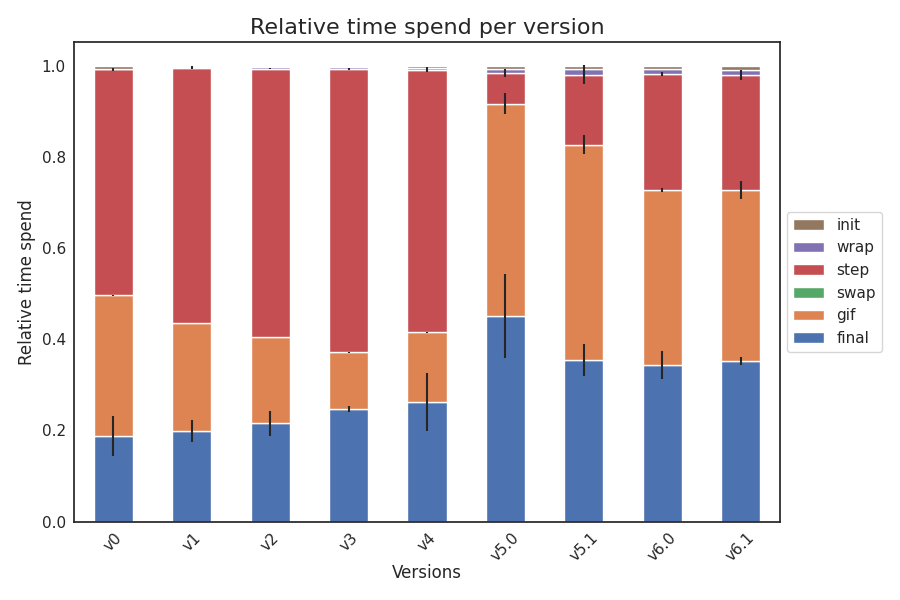 Relative time spend per version
Relative time spend
1.0
0.8
0.6
0.4
0.2
0.0
v0
v1
v2
v3
v4
v5.0
v5.1
v6.0
v6.1
Versions
init
wrap
step
swap
gif
final